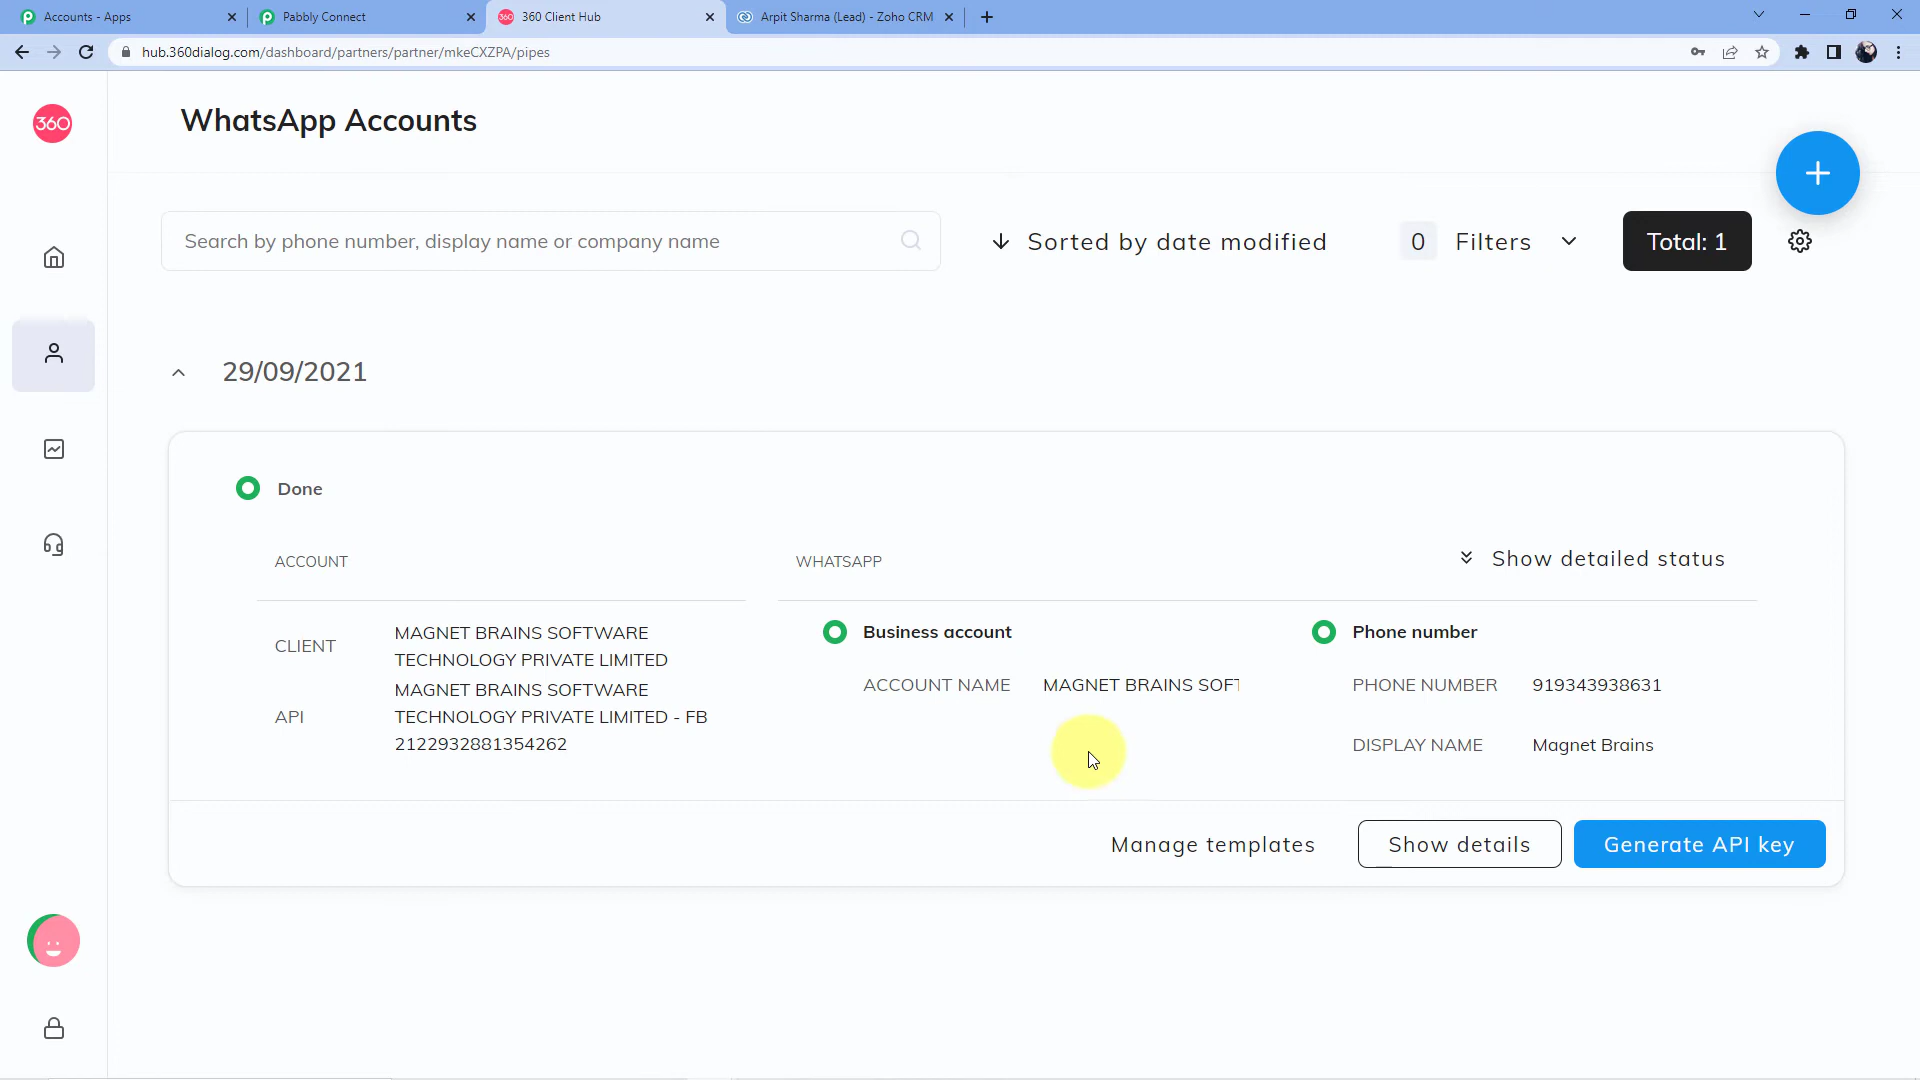 Accounts - Apps
Pabbly Connect
360 Client Hub
Arpit Sharma (Lead) - Zoho CRM
hub.360dialog.com/dashboard/partners/partner/mkeCXZPA/pipes
360
WhatsApp Accounts
Search by phone number, display name or company name
Sorted by date modified
0 Filters
Total: 1
29/09/2021
Done
ACCOUNT
WHATSAPP
Show detailed status
CLIENT
MAGNET BRAINS SOFTWARE
TECHNOLOGY PRIVATE LIMITED
API
MAGNET BRAINS SOFTWARE
TECHNOLOGY PRIVATE LIMITED - FB
2122932881354262
Business account
ACCOUNT NAME MAGNET BRAINS SOFT
Phone number
PHONE NUMBER 919343938631
DISPLAY NAME Magnet Brains
Manage templates
Show details
Generate API key